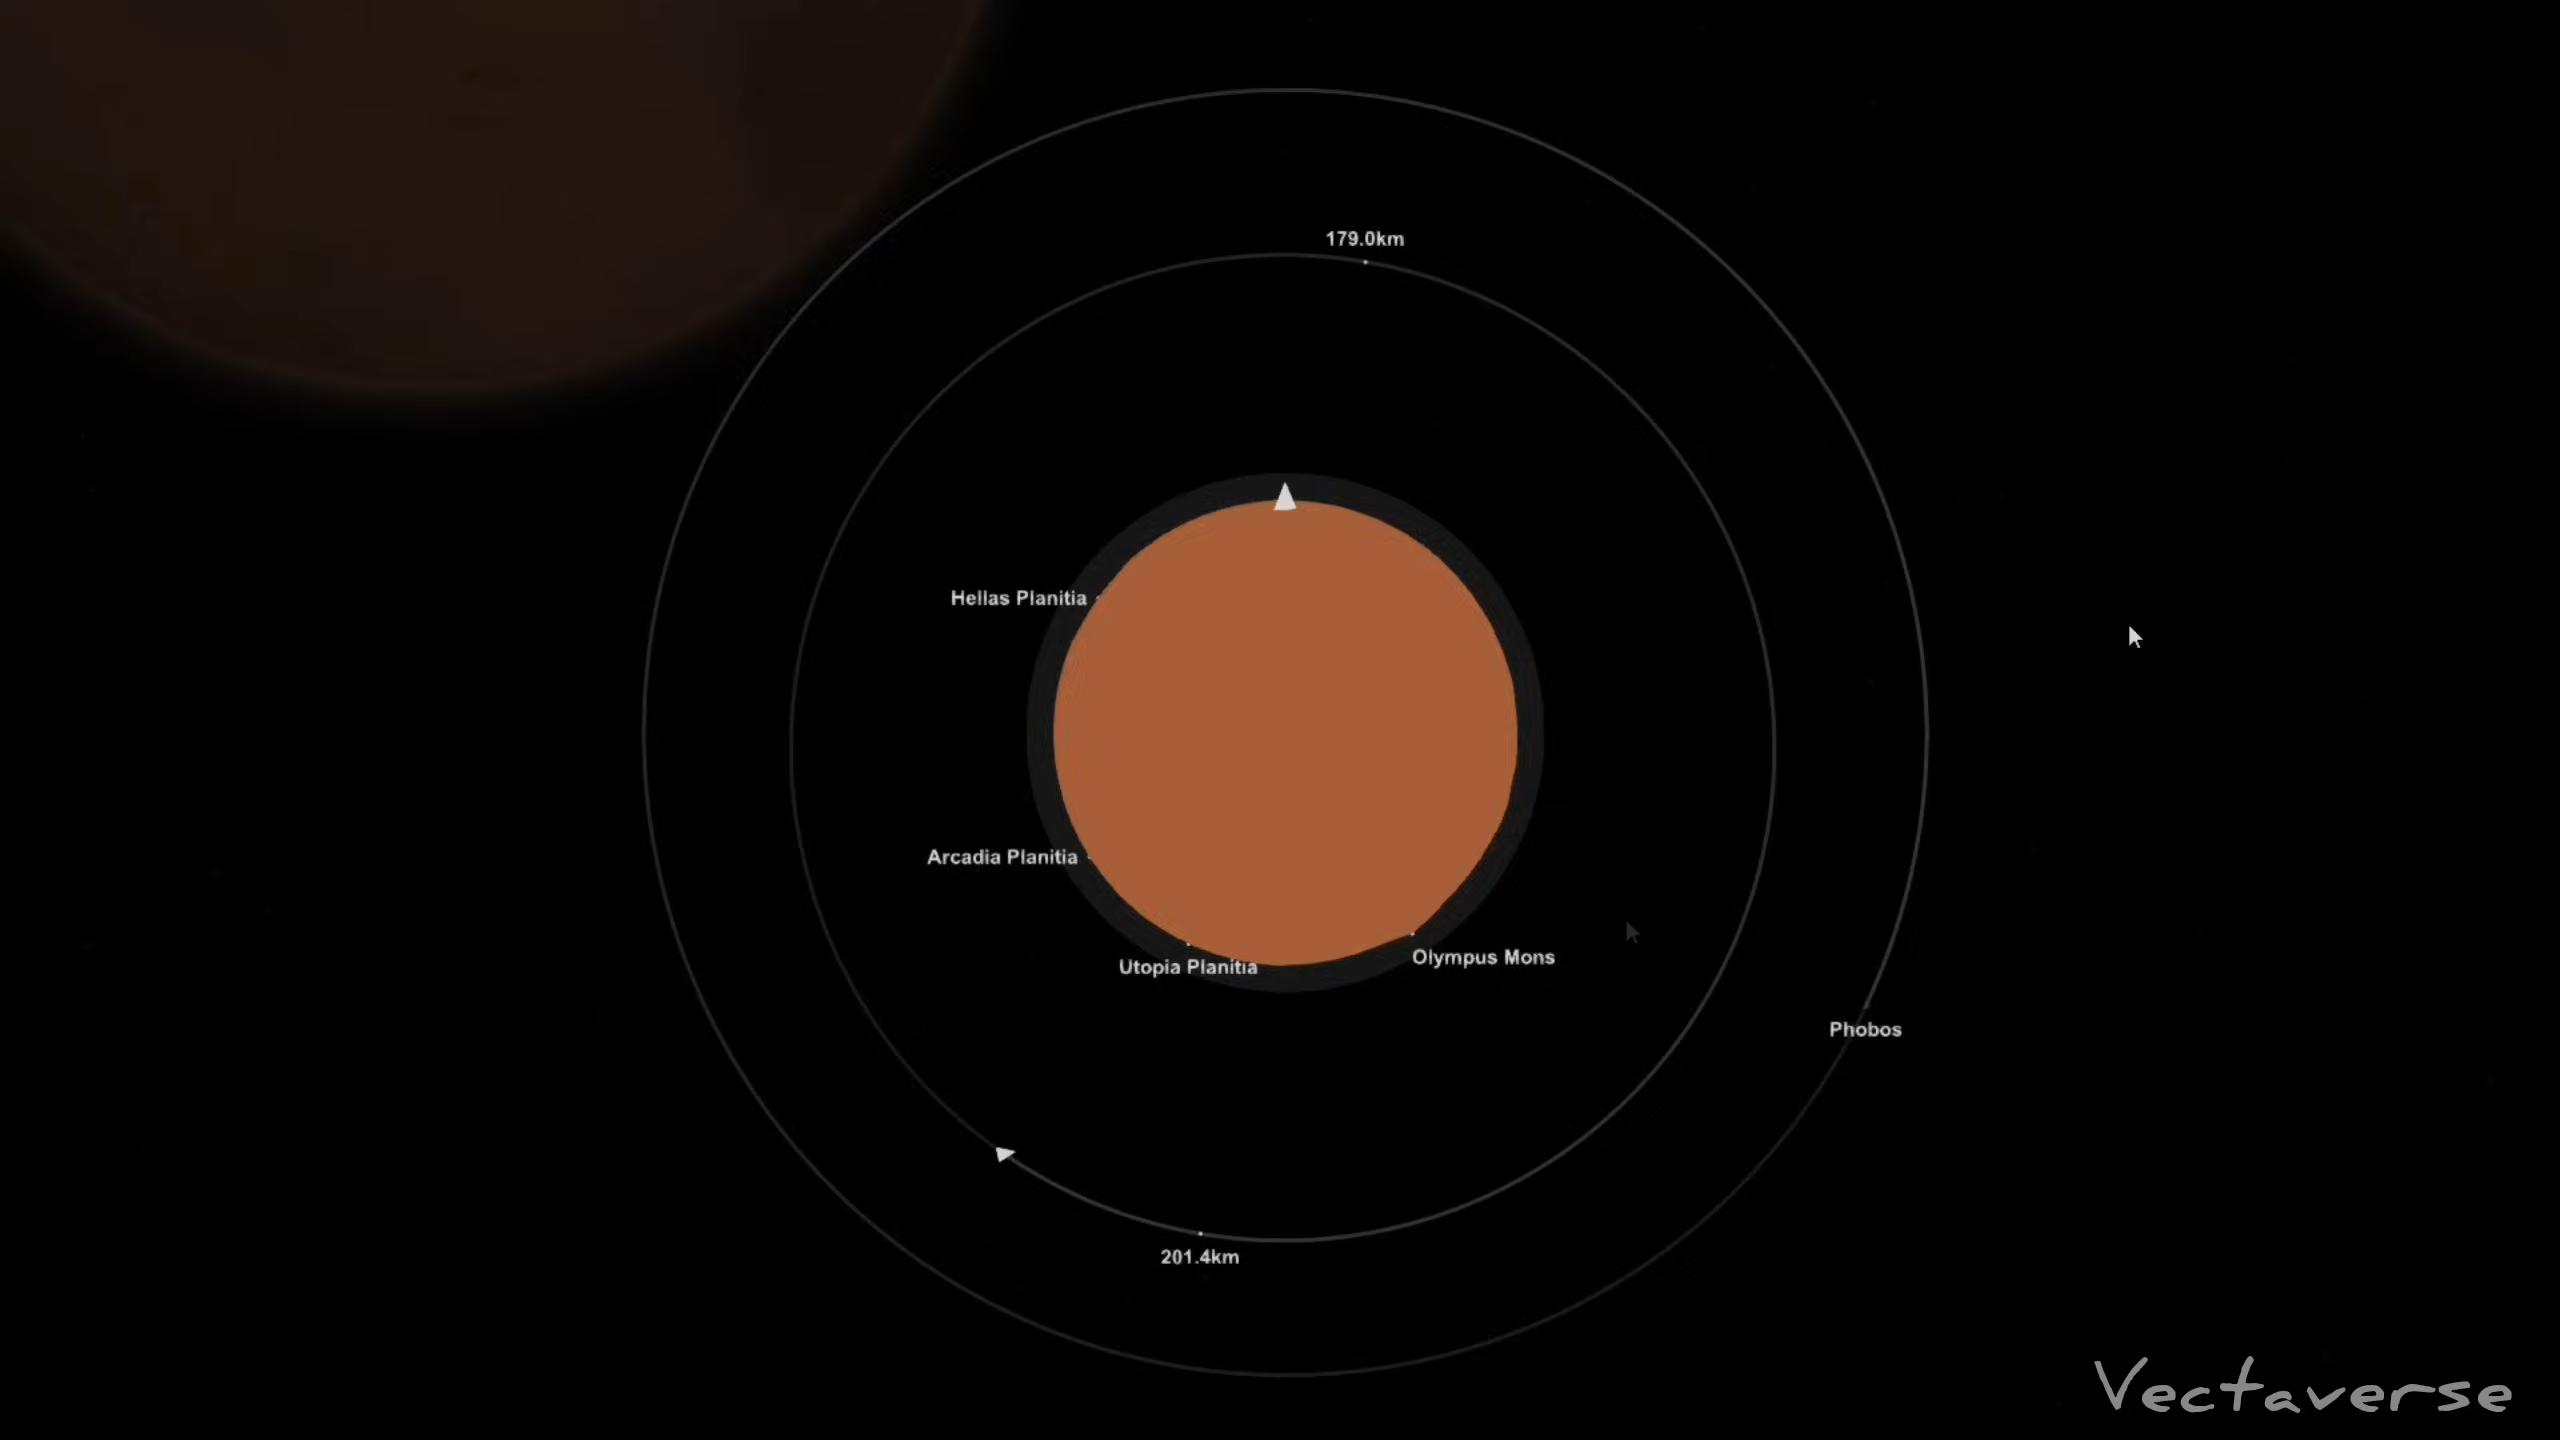 179.0km
Hellas Planitia
Arcadia Planitia
Utopia Planitia
Olympus Mons
Phobos
201.4km
Vectaverse